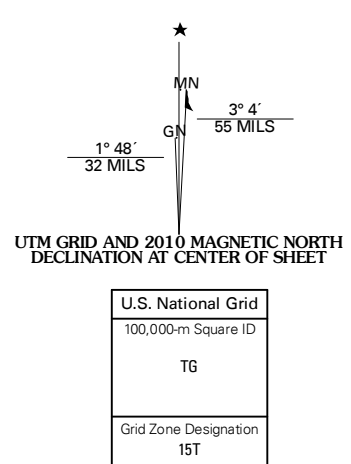 MN
3° 4´
55 MILS
GN
1° 48´
32 MILS
UTM GRID AND 2010 MAGNETIC NORTH
DECLINATION AT CENTER OF SHEET
U.S. National Grid
100,000-m Square ID
TG
Grid Zone Designation
15T